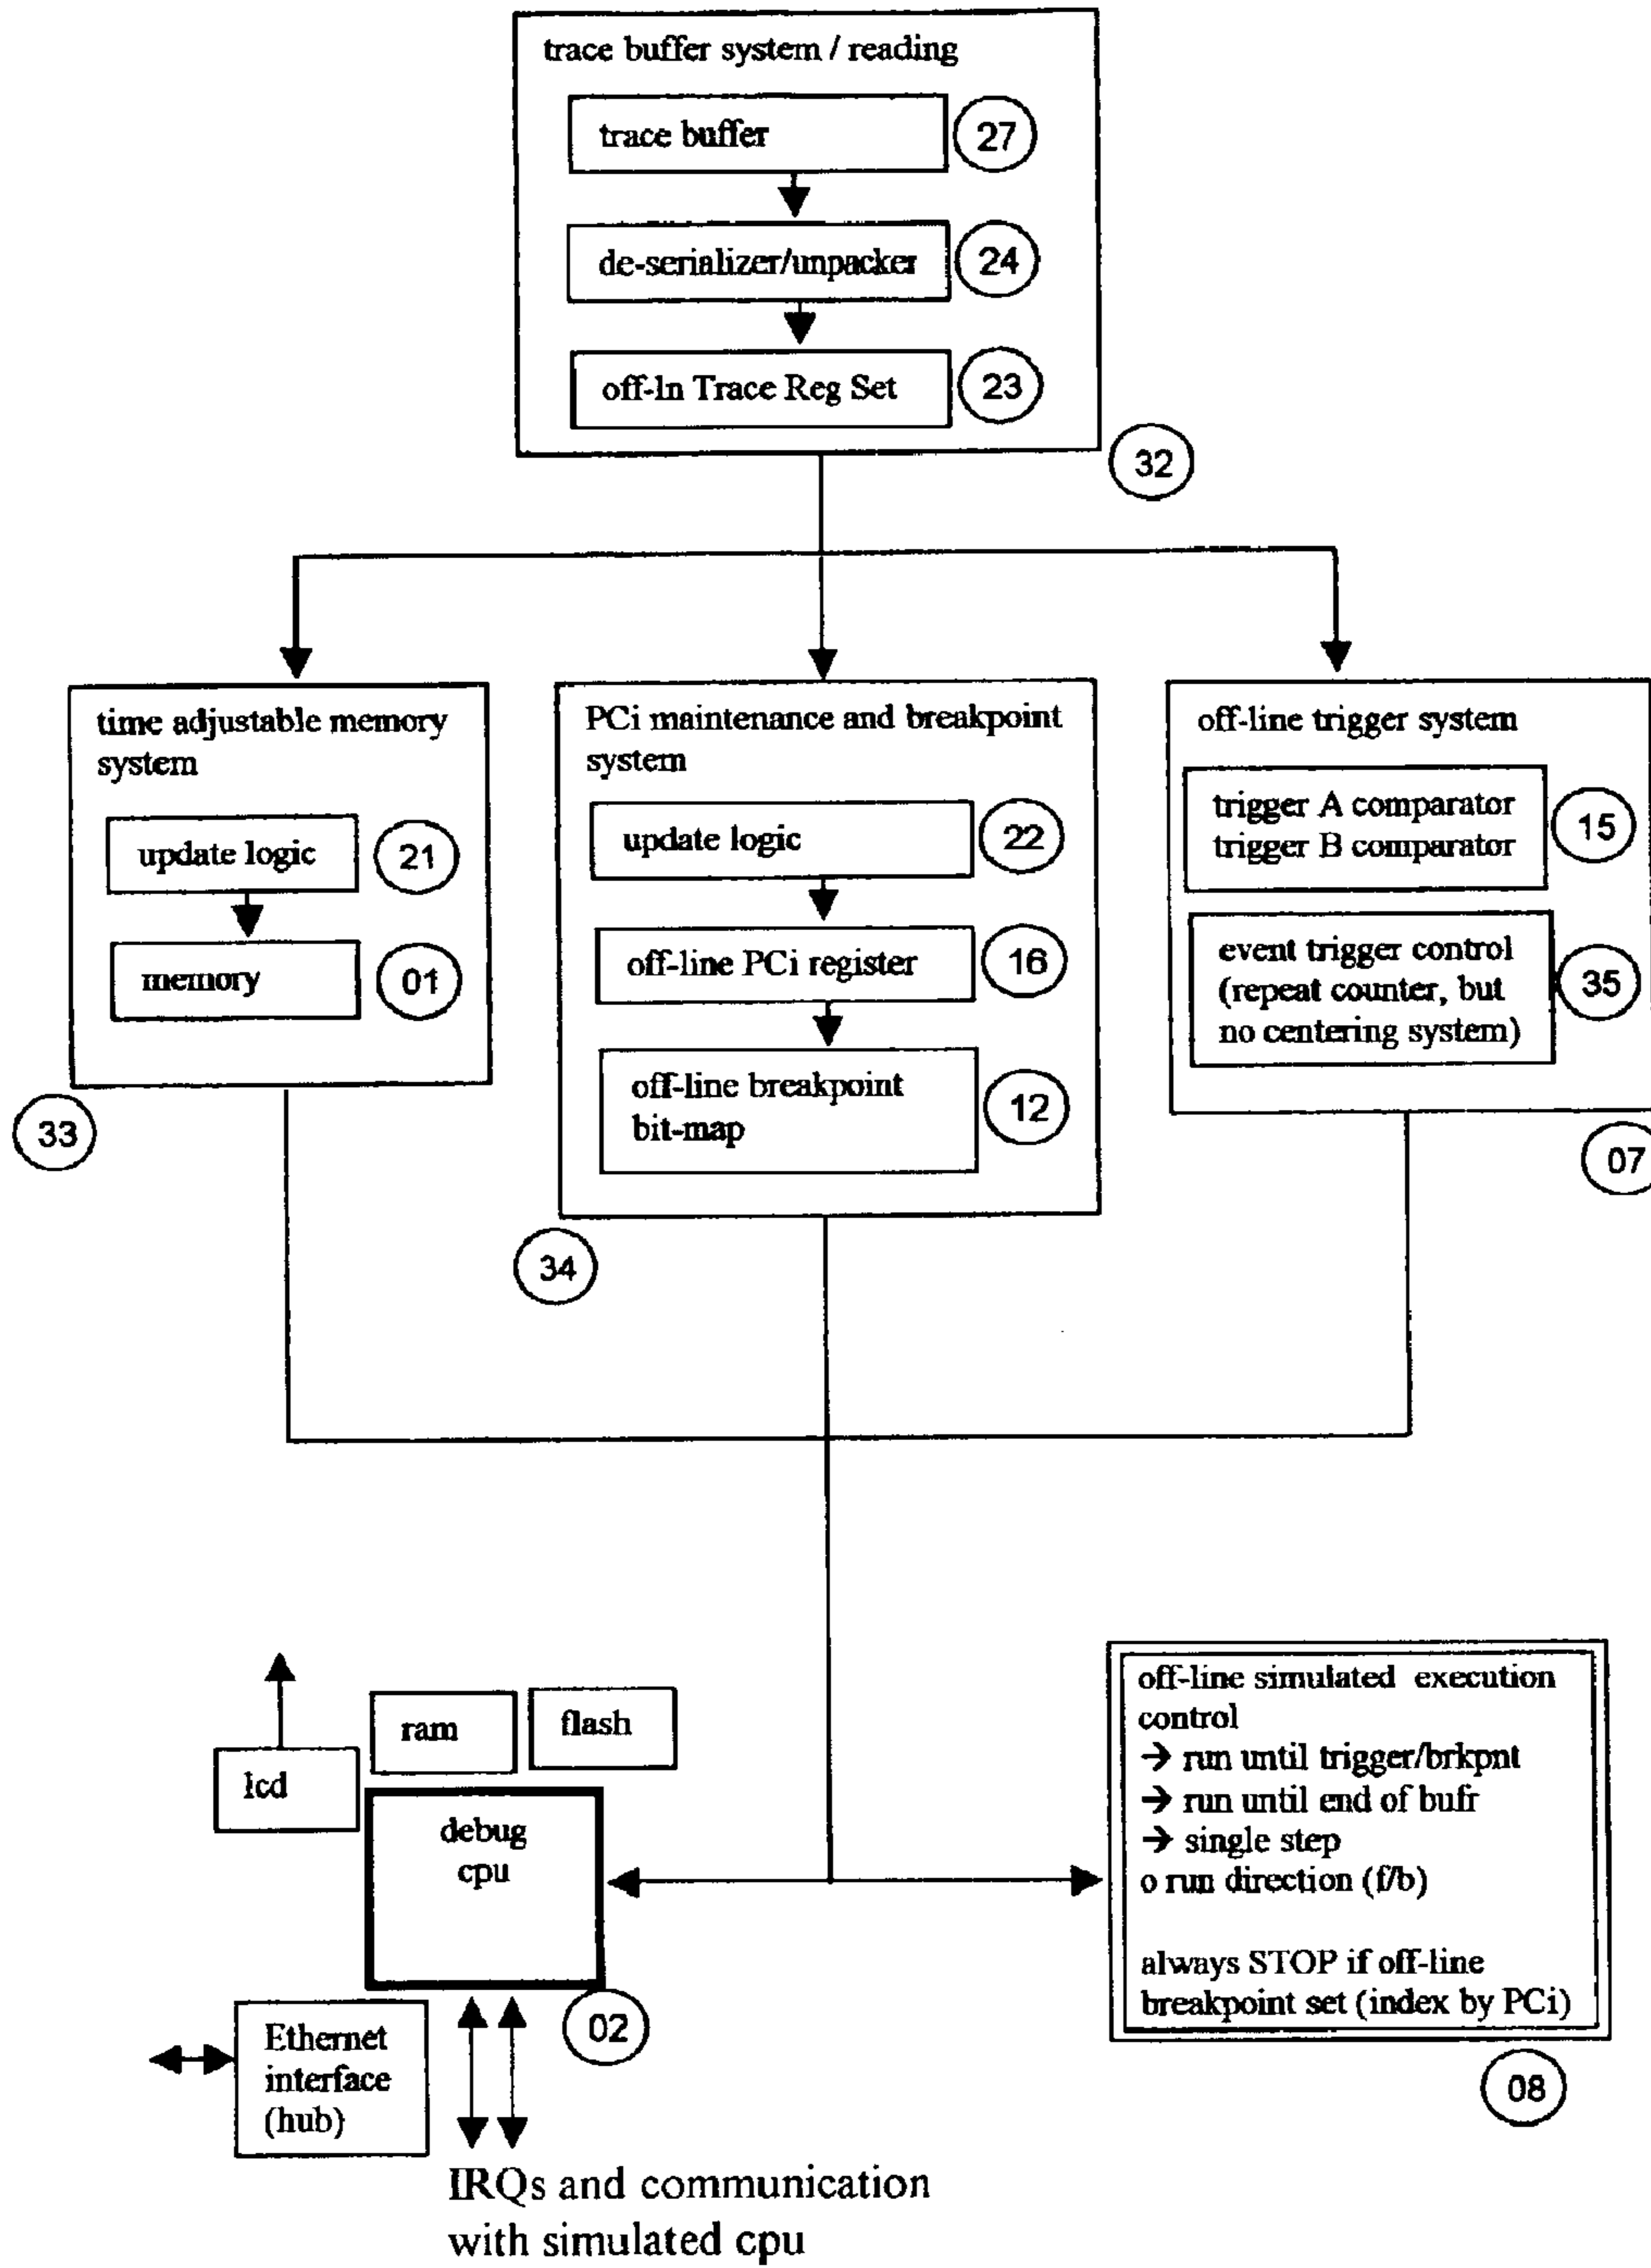 trace buffer system / reading
trace buffer
27
de-serializer/unpacker
24
off-ln Trace Reg Set
23
32
time adjustable memory
system
update logic
21
memory
01
33
PCi maintenance and breakpoint
system
update logic
22
off-line PCi register
16
off-line breakpoint
bit-map
12
34
off-line trigger system
trigger A comparator
trigger B comparator
15
event trigger control
(repeat counter, but
no centering system)
35
07
ram
flash
lcd
debug
cpu
02
Ethernet
interface
(hub)
IRQs and communication
with simulated cpu
off-line simulated execution
control
→ run until trigger/brkpnt
→ run until end of bufr
→ single step
o run direction (f/b)
always STOP if off-line
breakpoint set (index by PCi)
08